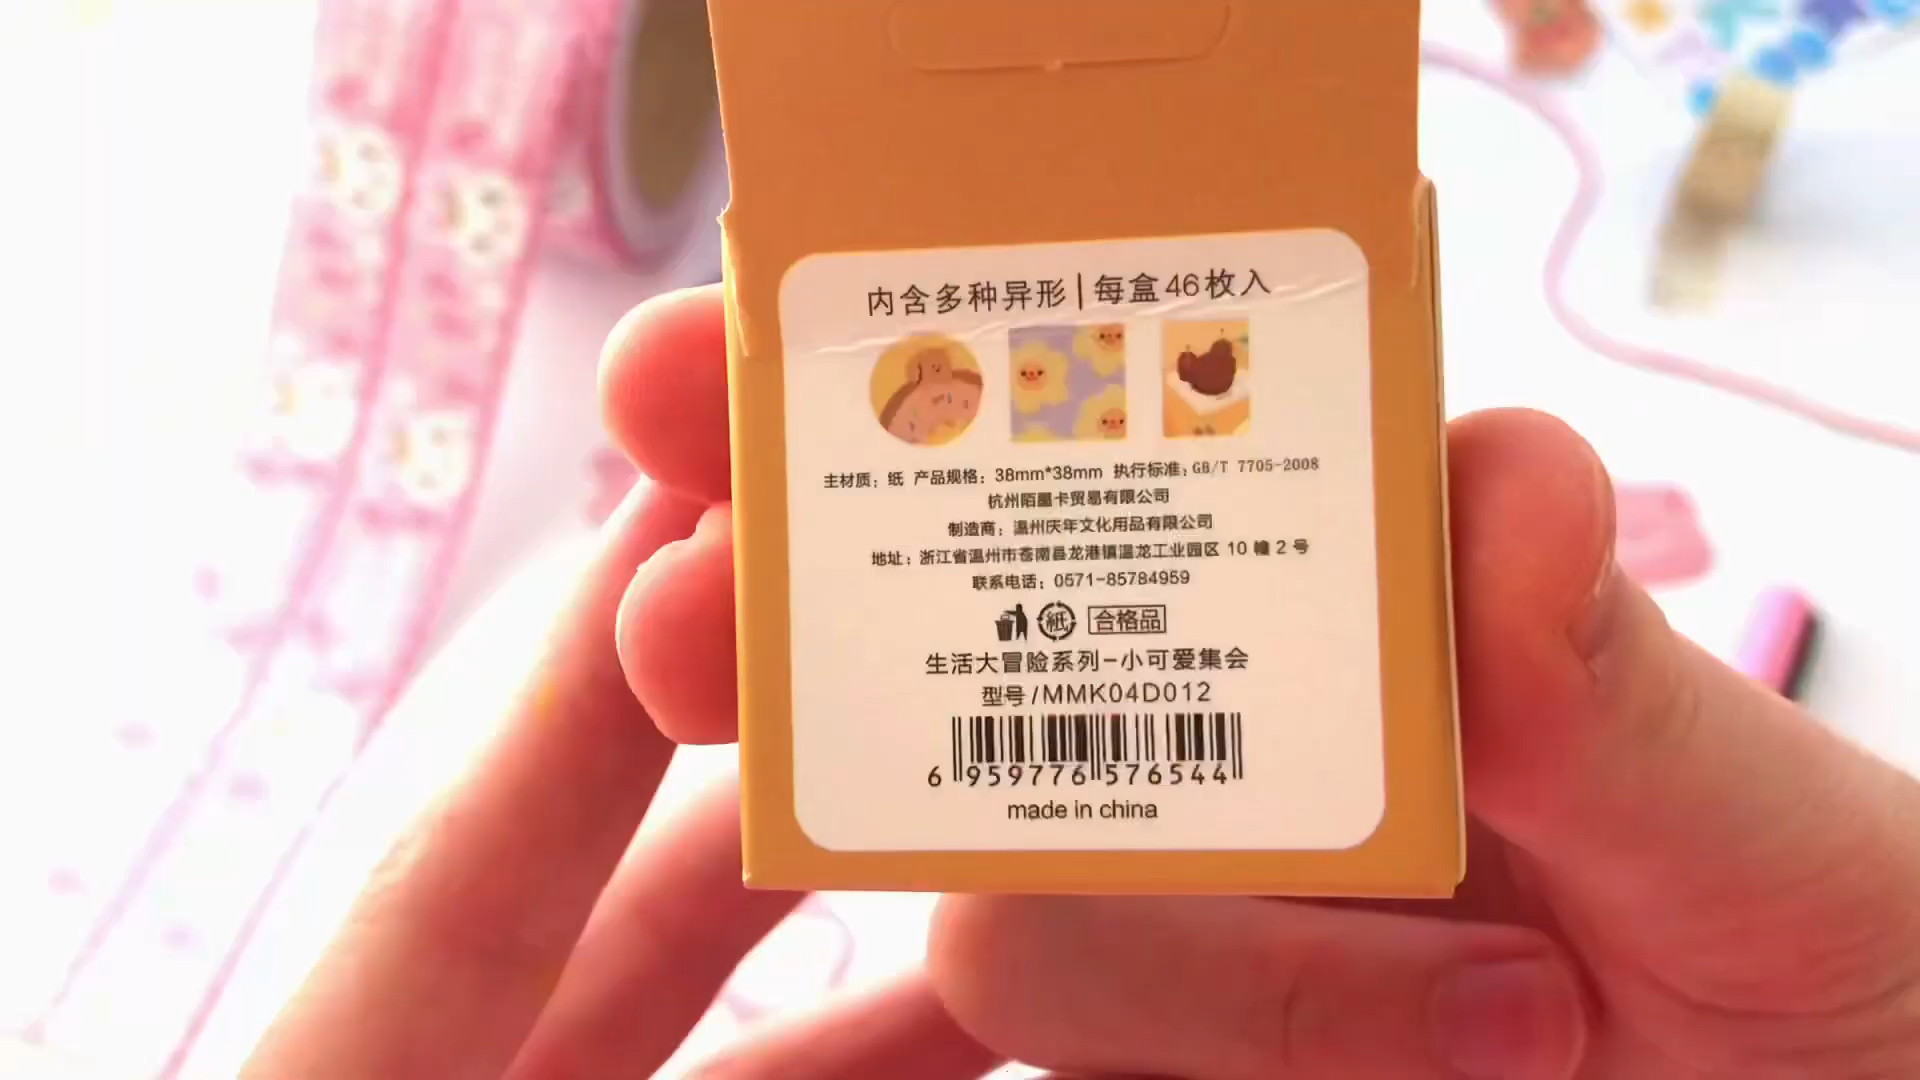 内含多种异形|每盒46枚入
主材质：纸 产品规格：38mm*38mm 执行标准：GB/T 7705-2008
杭州陌墨卡贸易有限公司
制造商：温州庆年文化用品有限公司
地址：浙江省温州市苍南县龙港镇温龙工业园区 10 幢 2 号
联系电话：0571-85784959
紙 合格品
生活大冒险系列-小可爱集会
型号/MMK04D012
6 959776 576544
made in china